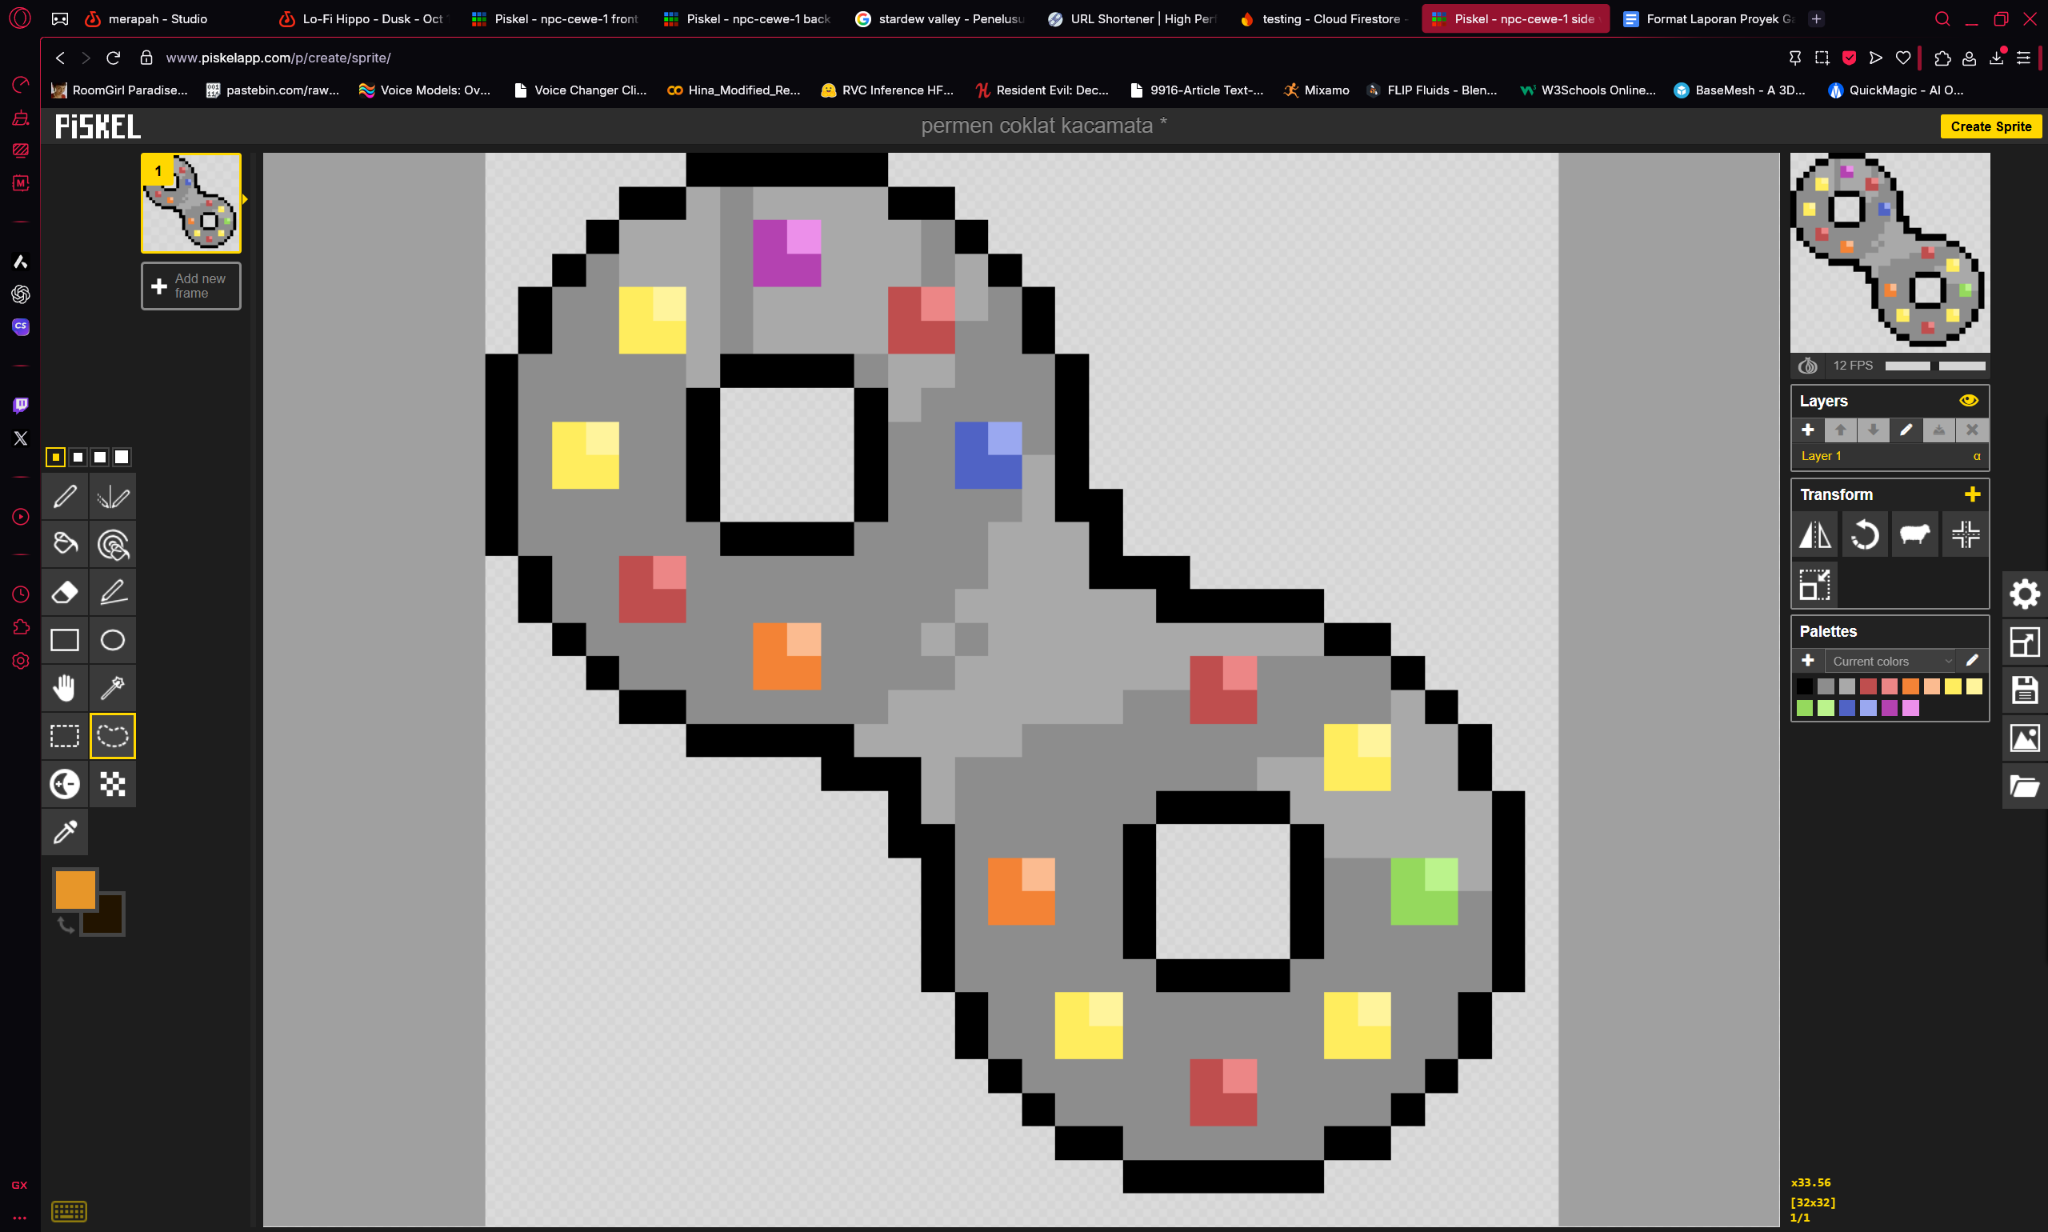 merapah - Studio
Lo-Fi Hippo - Dusk - Oct
Piskel - npc-cewe-1 front
Piskel - npc-cewe-1 back
stardew valley - Penelusu
URL Shortener | High Per
testing - Cloud Firestore -
Piskel - npc-cewe-1 side
Format Laporan Proyek Ga
www.piskelapp.com/p/create/sprite/
RoomGirl Paradise...
pastebin.com/raw...
Voice Models: Ov...
Voice Changer Cli...
Hina_Modified_Re...
RVC Inference HF...
Resident Evil: Dec...
9916-Article Text-...
Mixamo
FLIP Fluids - Blen...
W3Schools Online...
BaseMesh - A 3D...
QuickMagic - AI O...
PiSKEL
permen coklat kacamata *
Create Sprite
1
Add new
frame
12 FPS
Layers
Layer 1
α
Transform
Palettes
Current colors
CS
M
GX
x33.56
[32x32]
1/1